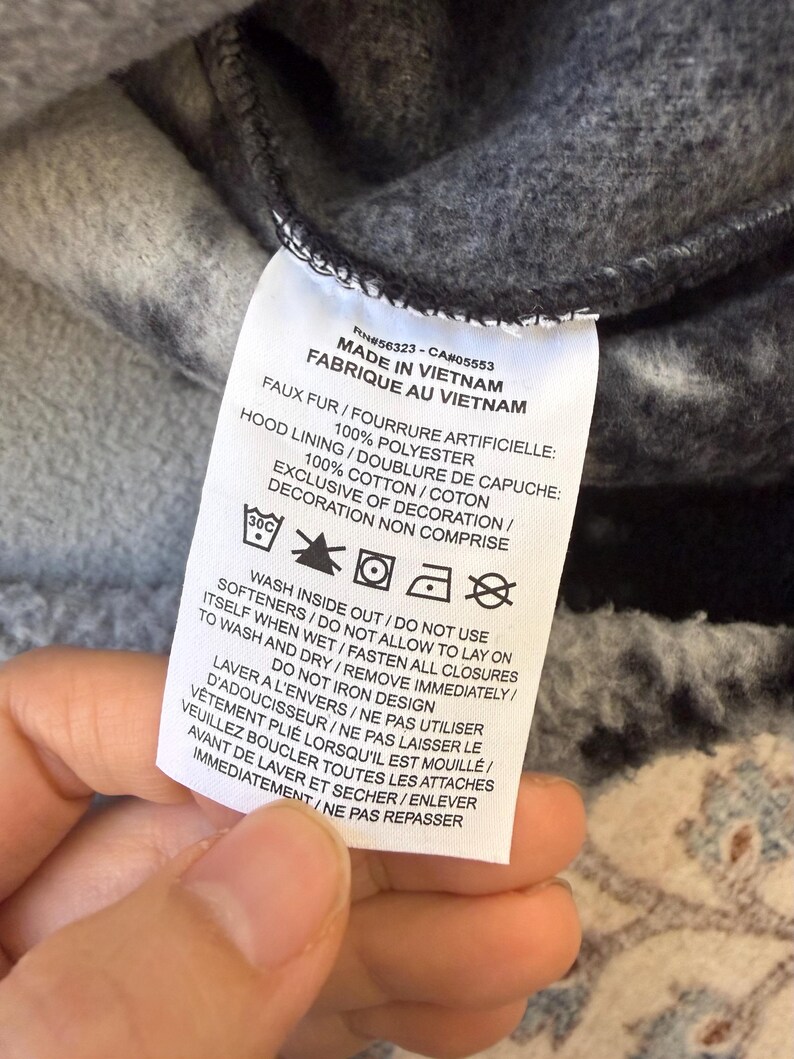 RN#56323 - CA#05553
MADE IN VIETNAM
FABRIQUE AU VIETNAM
FAUX FUR / FOURRURE ARTIFICIELLE:
100% POLYESTER
HOOD LINING / DOUBLURE DE CAPUCHE:
100% COTTON / COTON
EXCLUSIVE OF DECORATION /
DECORATION NON COMPRISE
30C
WASH INSIDE OUT / DO NOT USE
SOFTENERS / DO NOT ALLOW TO LAY ON
ITSELF WHEN WET / FASTEN ALL CLOSURES
TO WASH AND DRY / REMOVE IMMEDIATELY /
DO NOT IRON DESIGN
LAVER A L'ENVERS / NE PAS UTILISER
D'ADOUCISSEUR / NE PAS LAISSER LE
VÊTEMENT PLIÉ LORSQU'IL EST MOUILLÉ /
VEUILLEZ BOUCLER TOUTES LES ATTACHES
AVANT DE LAVER ET SECHER / ENLEVER
IMMEDIATEMENT / NE PAS REPASSER